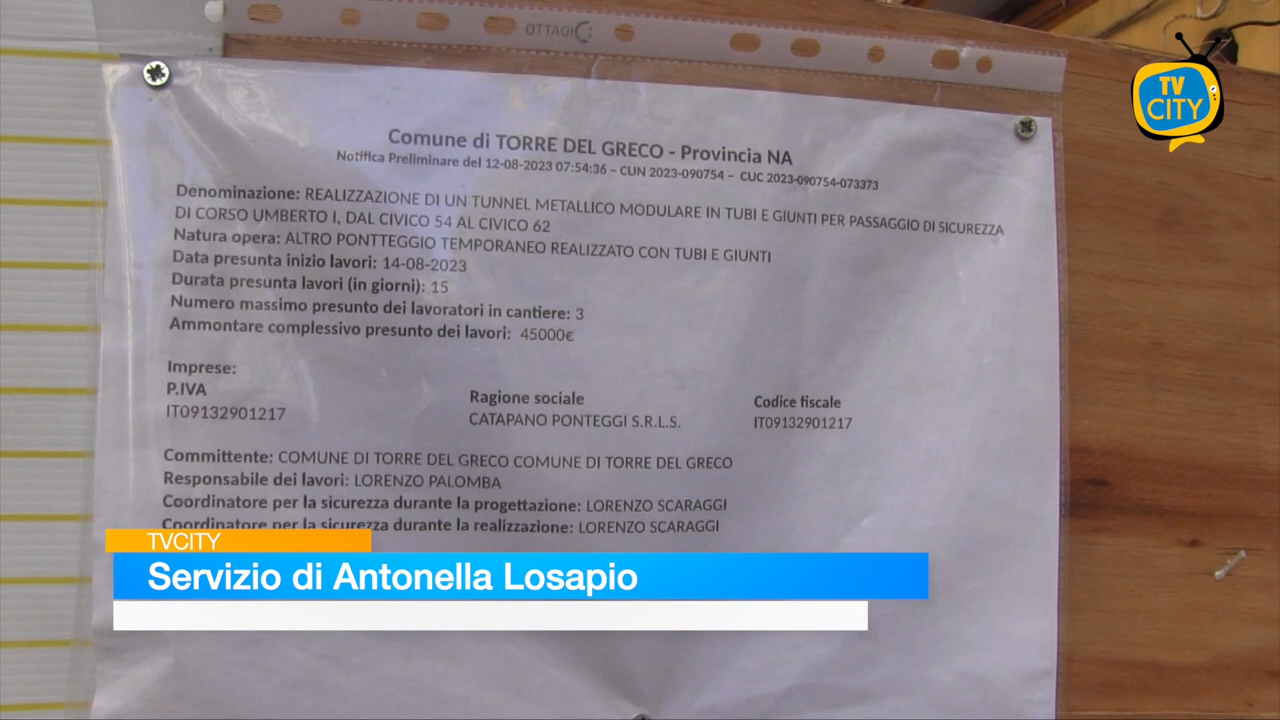 OTTAGI
TV
CITY
Comune di TORRE DEL GRECO - Provincia NA
Notifica Preliminare del 12-08-2023 07:54:36 - CUN 2023-090754 - CUC 2023-090754-073373
Denominazione: REALIZZAZIONE DI UN TUNNEL METALLICO MODULARE IN TUBI E GIUNTI PER PASSAGGIO DI SICUREZZA
DI CORSO UMBERTO I, DAL CIVICO 54 AL CIVICO 62
Natura opera: ALTRO PONTTEGGIO TEMPORANEO REALIZZATO CON TUBI E GIUNTI
Data presunta inizio lavori: 14-08-2023
Durata presunta lavori (in giorni): 15
Numero massimo presunto dei lavoratori in cantiere: 3
Ammontare complessivo presunto dei lavori: 45000€
Imprese:
P.IVA Ragione sociale Codice fiscale
IT09132901217 CATAPANO PONTEGGI S.R.L.S. IT09132901217
Committente: COMUNE DI TORRE DEL GRECO COMUNE DI TORRE DEL GRECO
Responsabile dei lavori: LORENZO PALOMBA
Coordinatore per la sicurezza durante la progettazione: LORENZO SCARAGGI
Coordinatore per la sicurezza durante la realizzazione: LORENZO SCARAGGI
TVCITY
Servizio di Antonella Losapio